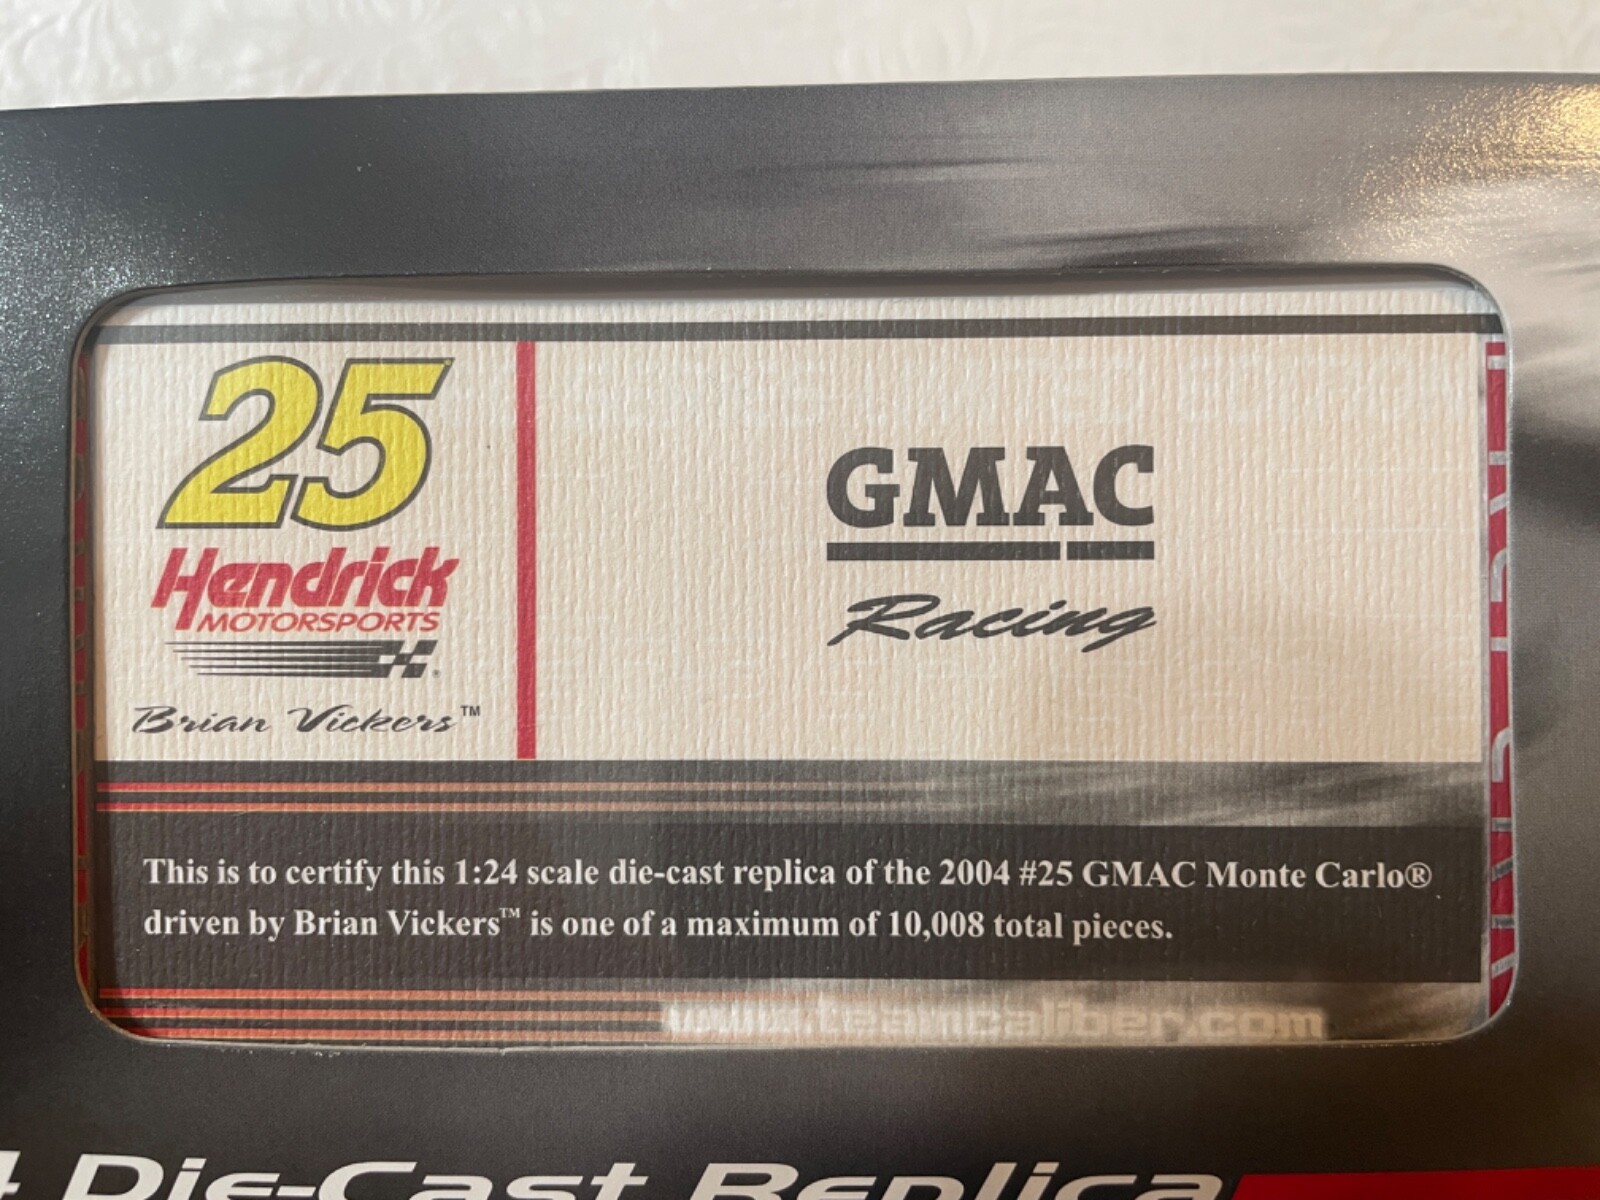 25
GMAC
Hendrick
MOTORSPORTS
Racing
Brian Vickers™
This is to certify this 1:24 scale die-cast replica of the 2004 #25 GMAC Monte Carlo®
driven by Brian Vickers™ is one of a maximum of 10,008 total pieces.
www.teamcaliber.com
Die-Cast Replica